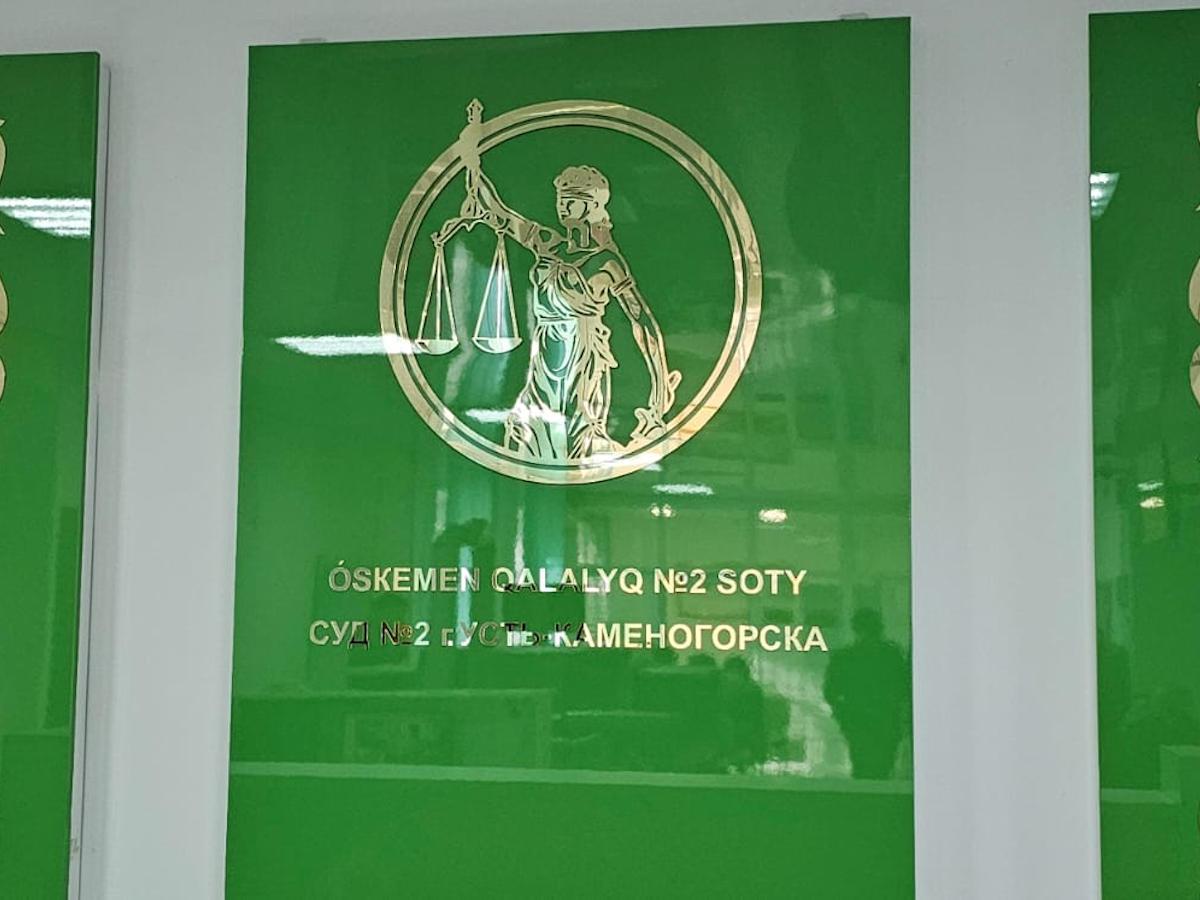 ÓSKEMEN QALALYQ №2 SOTY
СУД №2 г.УСТЬ-КАМЕНОГОРСКА